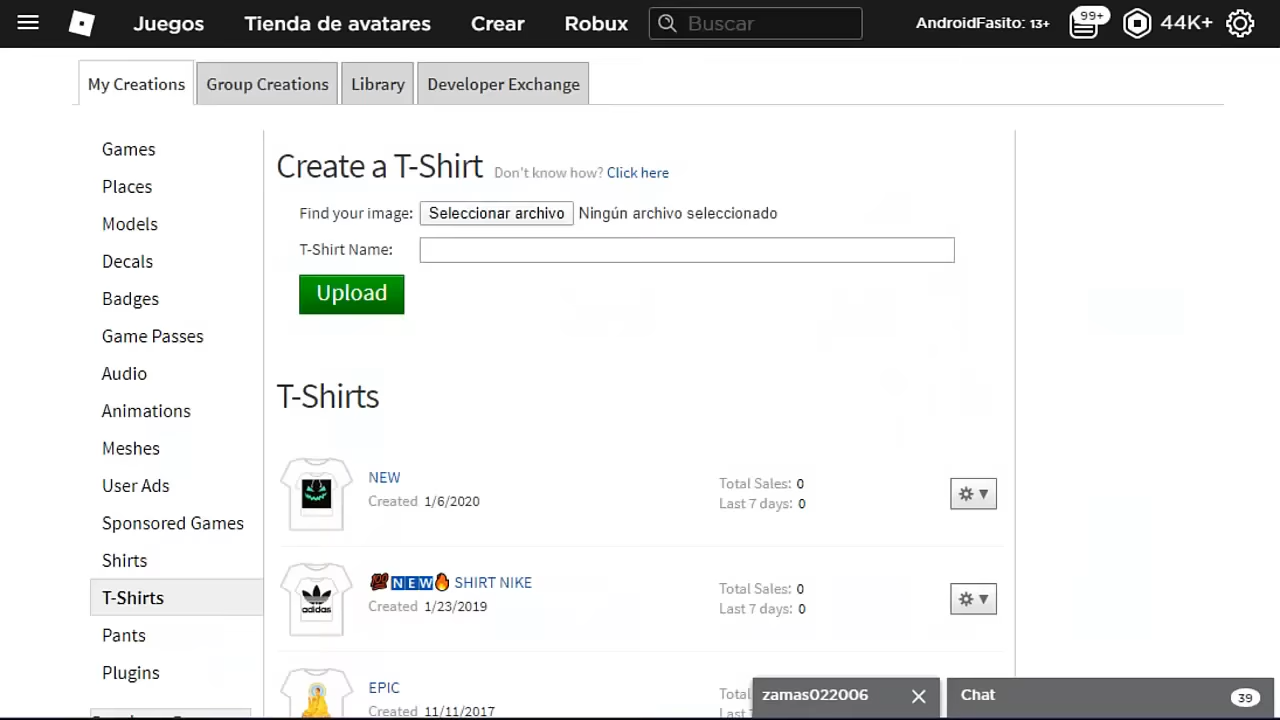 Juegos Tienda de avatares Crear Robux Buscar AndroidFasito: 13+ 99+ 44K+
My Creations Group Creations Library Developer Exchange
Games
Places
Models
Decals
Badges
Game Passes
Audio
Animations
Meshes
User Ads
Sponsored Games
Shirts
T-Shirts
Pants
Plugins
Create a T-Shirt Don't know how? Click here
Find your image: Seleccionar archivo Ningún archivo seleccionado
T-Shirt Name:
Upload
T-Shirts
NEW
Created 1/6/2020
Total Sales: 0
Last 7 days: 0
adidas
💯🆕🔥 SHIRT NIKE
Created 1/23/2019
Total Sales: 0
Last 7 days: 0
EPIC
Created 11/11/2017
zamas022006
Chat 39